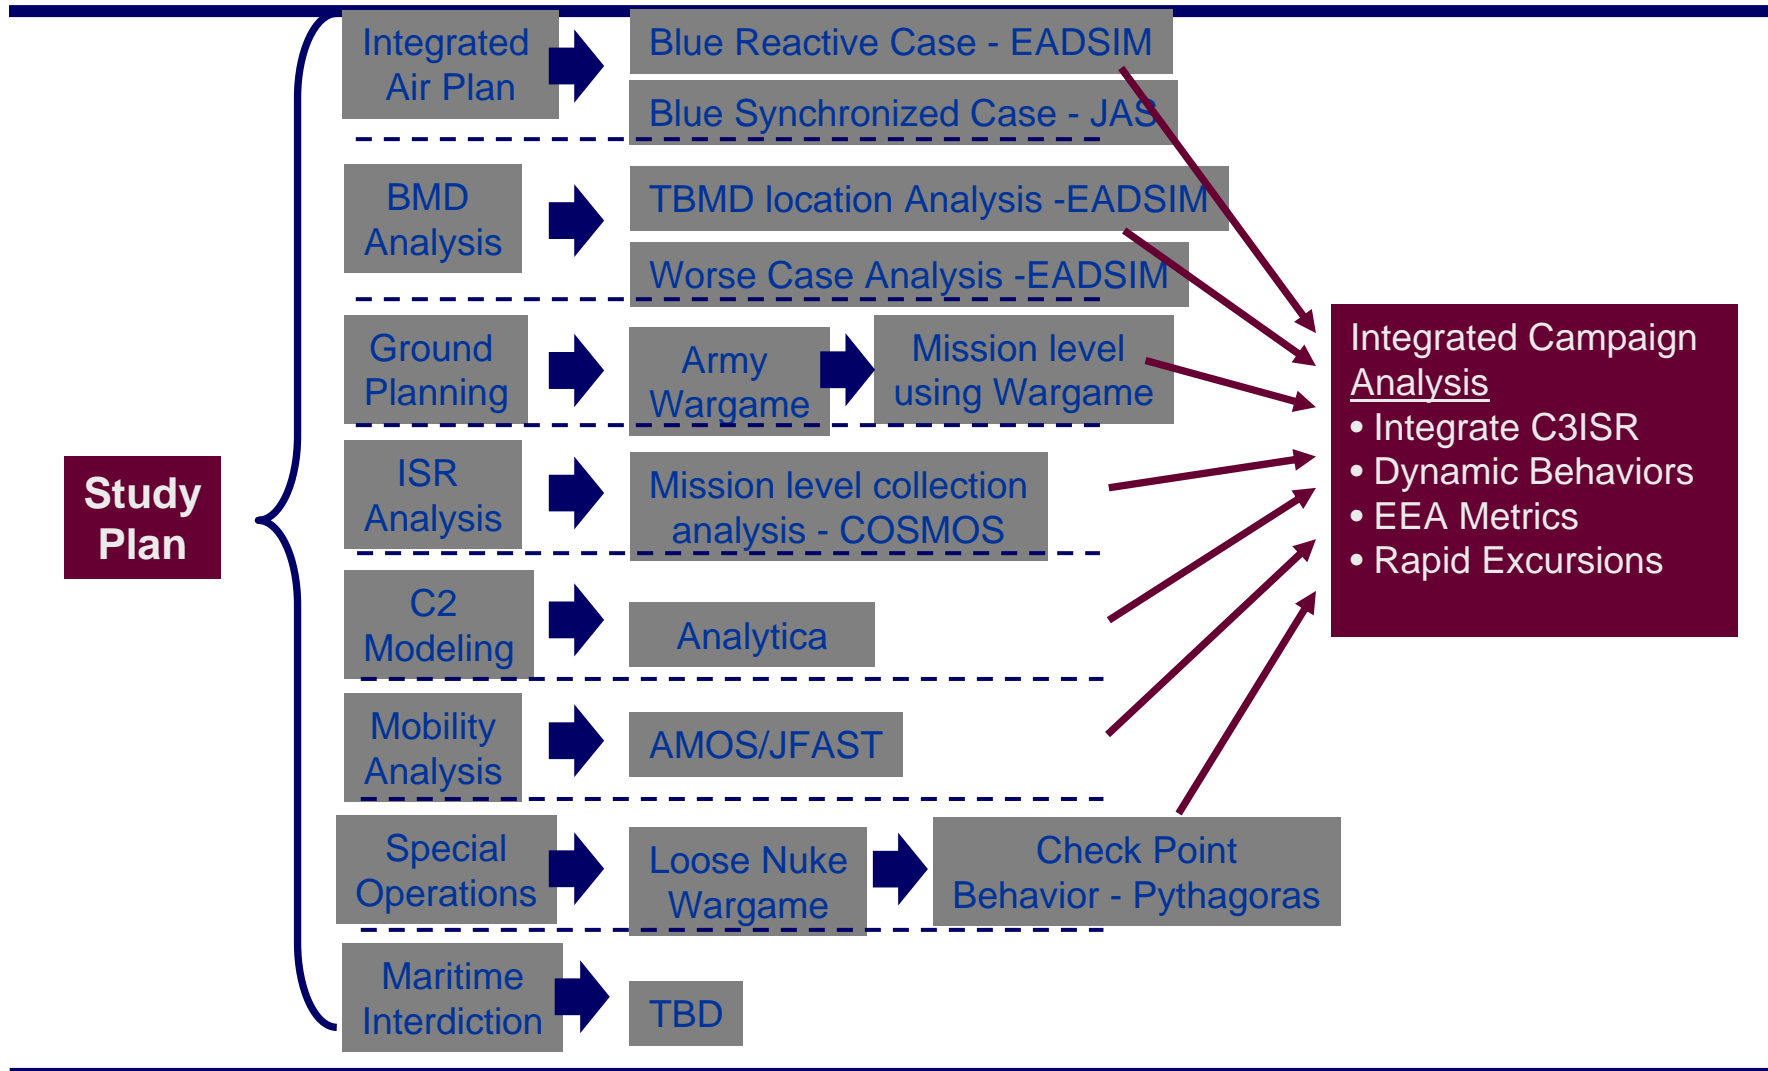 Study
Plan
Integrated
Air Plan
Blue Reactive Case - EADSIM
Blue Synchronized Case - JAS
BMD
Analysis
TBMD location Analysis -EADSIM
Worse Case Analysis -EADSIM
Ground
Planning
Army
Wargame
Mission level
using Wargame
ISR
Analysis
Mission level collection
analysis - COSMOS
C2
Modeling
Analytica
Mobility
Analysis
AMOS/JFAST
Special
Operations
Loose Nuke
Wargame
Check Point
Behavior - Pythagoras
Maritime
Interdiction
TBD
Integrated Campaign
Analysis
• Integrate C3ISR
• Dynamic Behaviors
• EEA Metrics
• Rapid Excursions